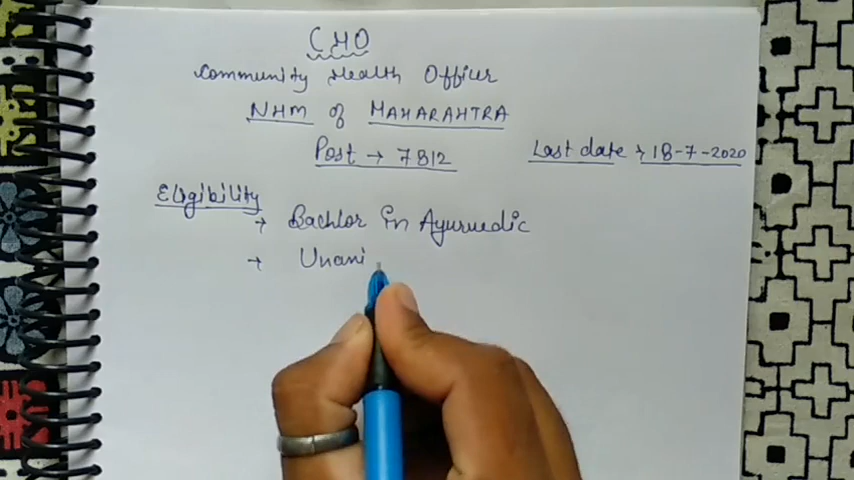 CHO
Community Health Officer
NHM of MAHARAHTRA
Post → 7812 Last date → 18-7-2020
Eligibility
→ Bachlor In Ayurvedic
→ Unani